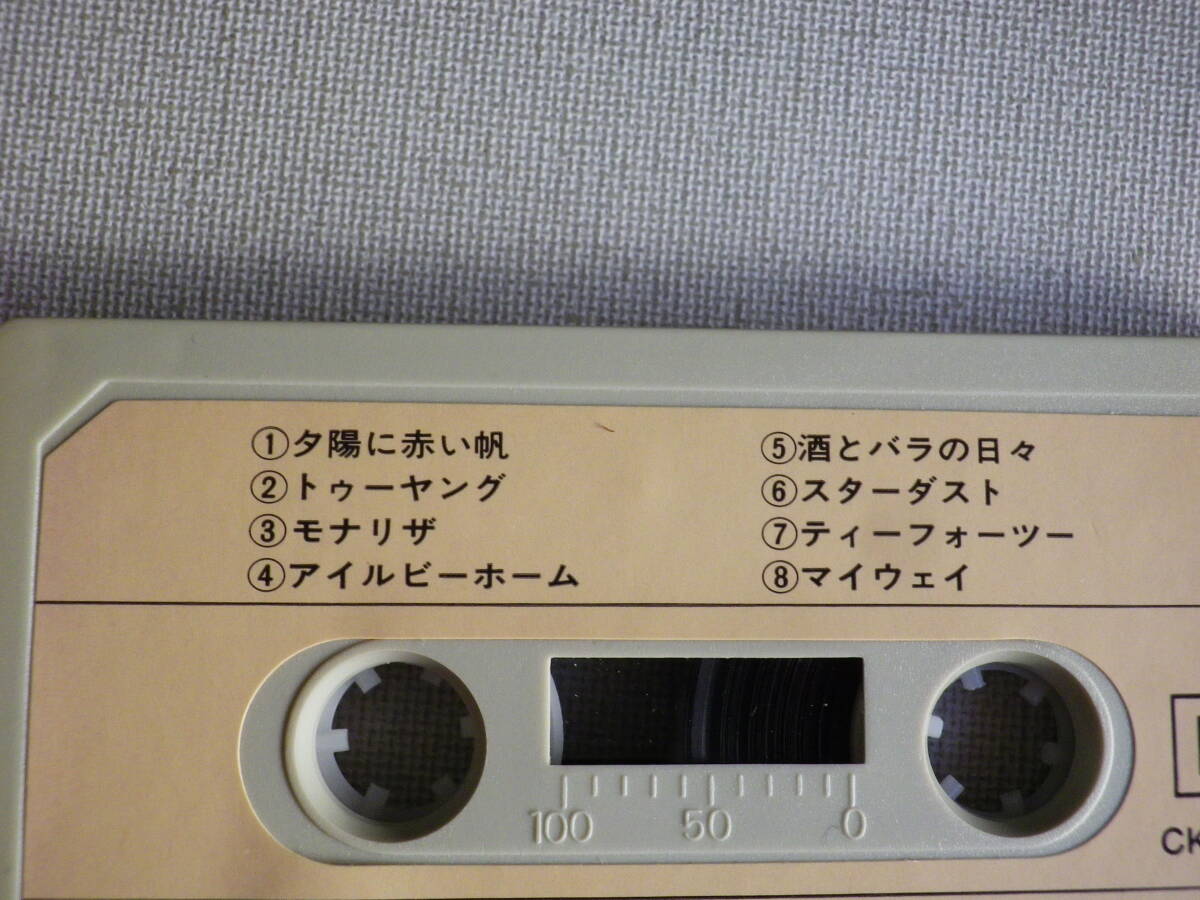 ①夕陽に赤い帆
②トゥーヤング
③モナリザ
④アイルビーホーム
⑤酒とバラの日々
⑥スターダスト
⑦ティーフォーツー
⑧マイウェイ
100 50 0
CK